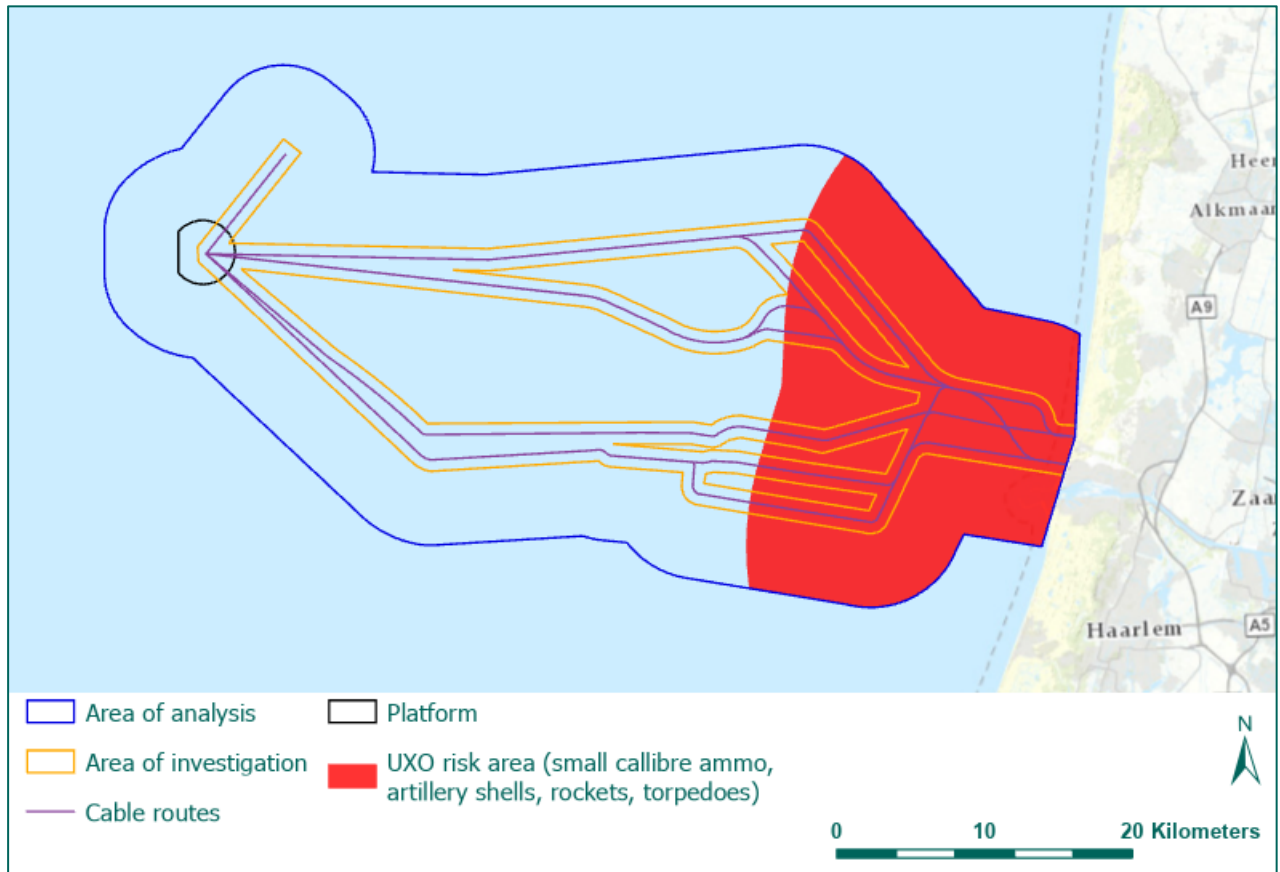 Heer
Alkmaar
A9
Zaa
Haarlem
A5
Area of analysis
Platform
Area of investigation
UXO risk area (small callibre ammo,
artillery shells, rockets, torpedoes)
Cable routes
N
0 10 20 Kilometers